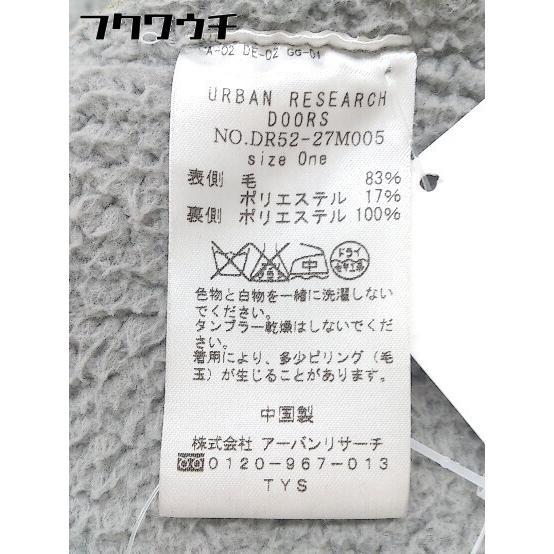 フクワウチ
CA-02 DE-02 GG-01
URBAN RESEARCH
DOORS
NO.DR52-27M005
size One
表側 毛 83%
ポリエステル 17%
裏側 ポリエステル 100%
中 ドライ セキユ系
色物と白物を一緒に洗濯しない
でください。
タンブラー乾燥はしないでくだ
さい。
着用により、多少ピリング（毛
玉）が生じることがあります。
中国製
株式会社 アーバンリサーチ
0120-967-013
TYS